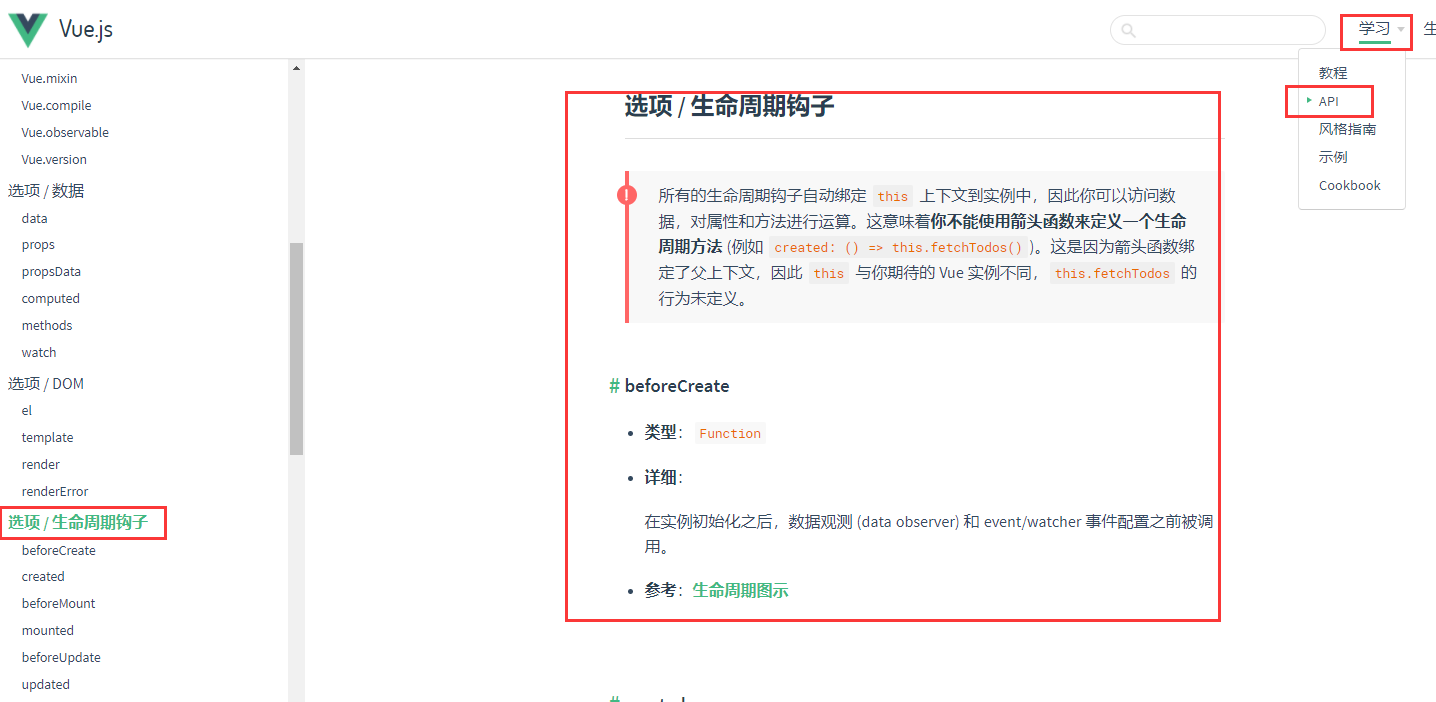 Vue.js
学习
生
教程
API
风格指南
示例
Cookbook
Vue.mixin
Vue.compile
Vue.observable
Vue.version
选项 / 数据
data
props
propsData
computed
methods
watch
选项 / DOM
el
template
render
renderError
选项 / 生命周期钩子
beforeCreate
created
beforeMount
mounted
beforeUpdate
updated
选项 / 生命周期钩子
所有的生命周期钩子自动绑定 this 上下文到实例中，因此你可以访问数
据，对属性和方法进行运算。这意味着你不能使用箭头函数来定义一个生命
周期方法 (例如 created: () => this.fetchTodos())。这是因为箭头函数绑
定了父上下文，因此 this 与你期待的 Vue 实例不同，this.fetchTodos 的
行为未定义。
# beforeCreate
类型：Function
详细：
在实例初始化之后，数据观测 (data observer) 和 event/watcher 事件配置之前被调
用。
参考：生命周期图示